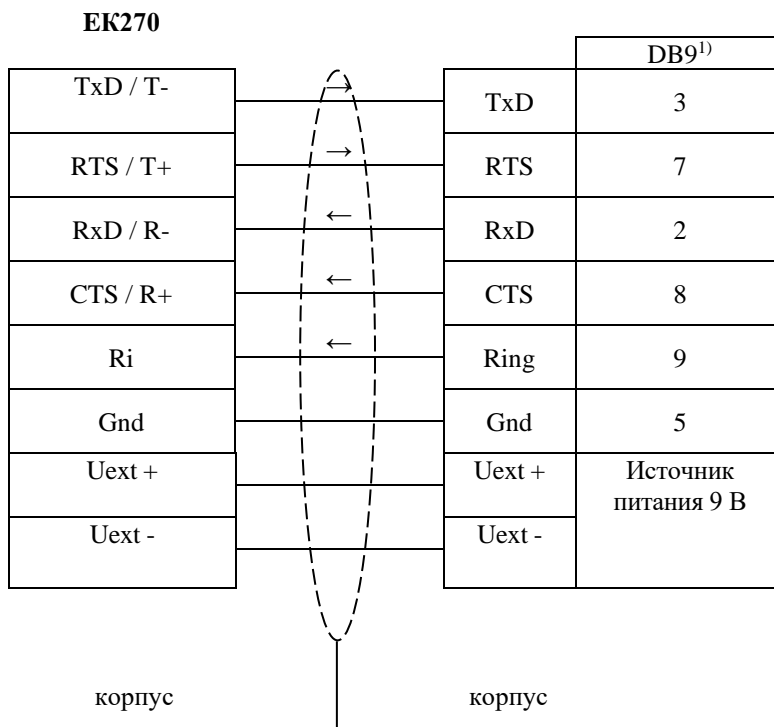 ЕК270
DB9¹⁾
TxD / T- → TxD 3
RTS / T+ → RTS 7
RxD / R- ← RxD 2
CTS / R+ ← CTS 8
Ri ← Ring 9
Gnd Gnd 5
Uext + Uext + Источник
питания 9 В
Uext - Uext -
корпус корпус